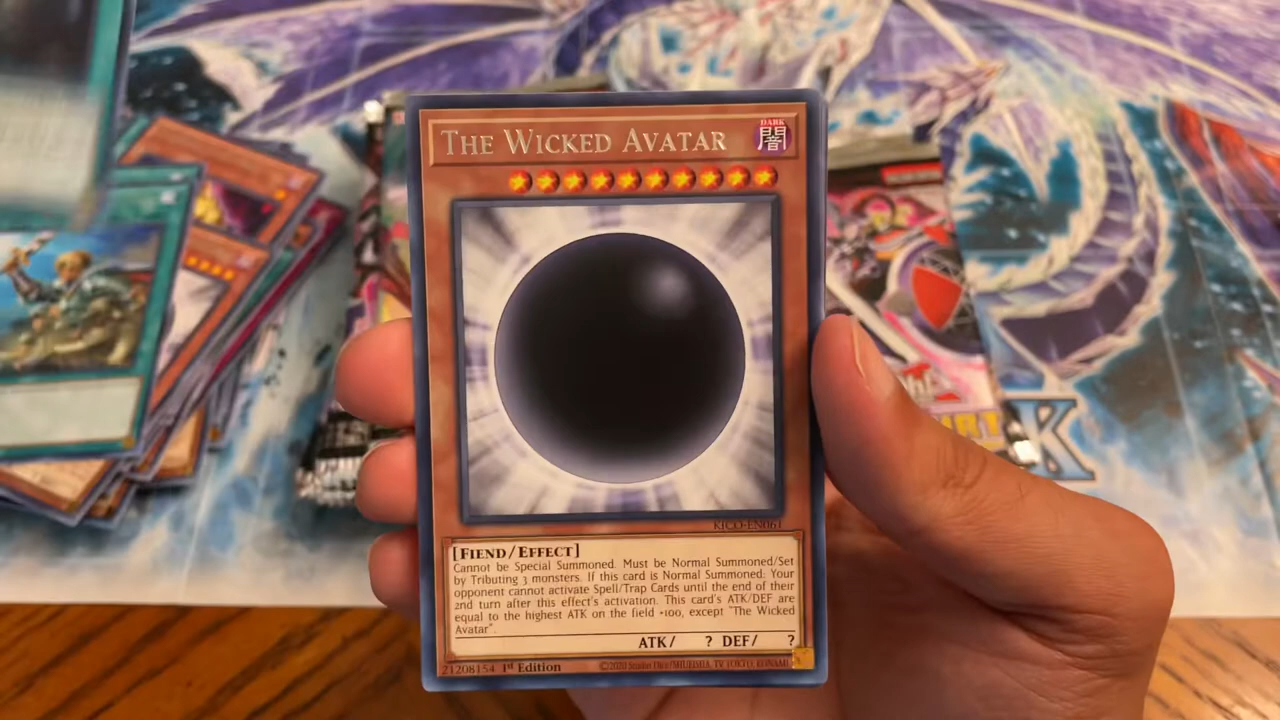 THE WICKED AVATAR
DARK
闇
KICO-EN061
[FIEND/EFFECT]
Cannot be Special Summoned. Must be Normal Summoned/Set
by Tributing 3 monsters. If this card is Normal Summoned: Your
opponent cannot activate Spell/Trap Cards until the end of their
2nd turn after this effect's activation. This card's ATK/DEF are
equal to the highest ATK on the field +100, except "The Wicked
Avatar".
ATK/ ? DEF/ ?
21208154 1st Edition
©2020 Studio Dice/SHUEISHA, TV TOKYO, KONAMI
K